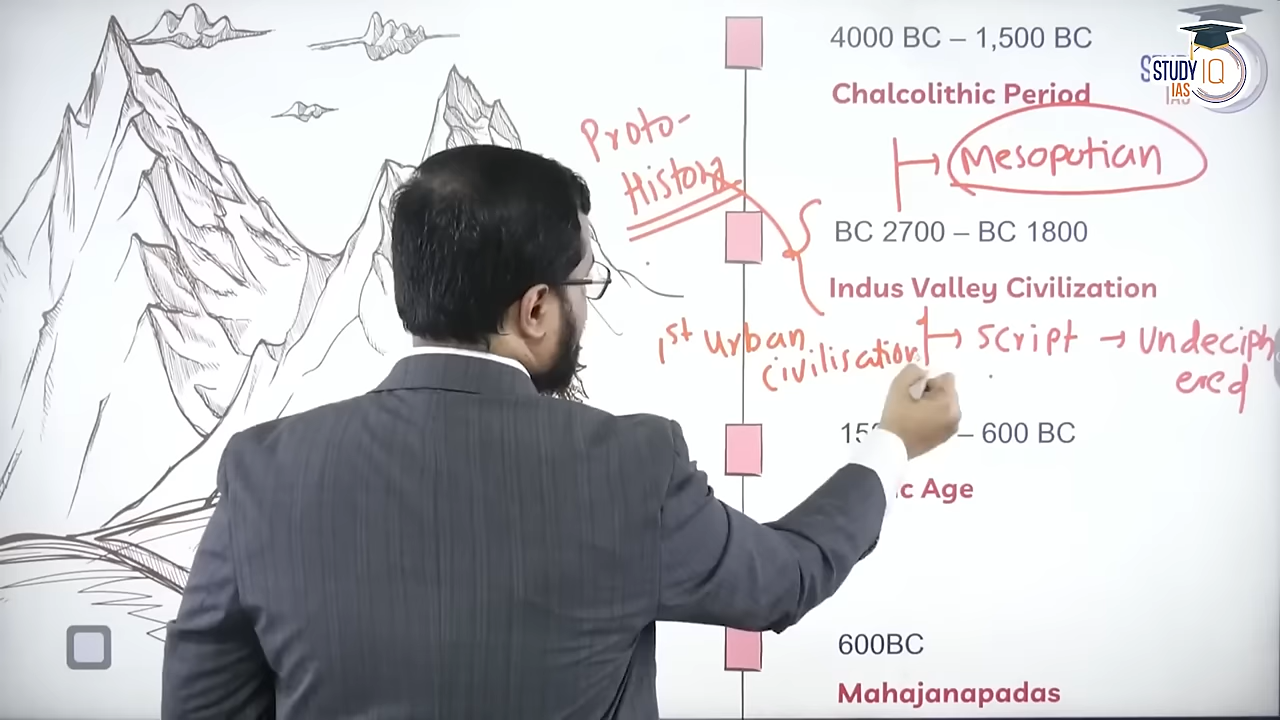 4000 BC – 1,500 BC
STUDY IQ
IAS
Chalcolithic Period
Proto-
History
Mesopotian
BC 2700 – BC 1800
Indus Valley Civilization
1st Urban
Civilisation
Script → Undeciph
ered
– 600 BC
Age
600BC
Mahajanapadas